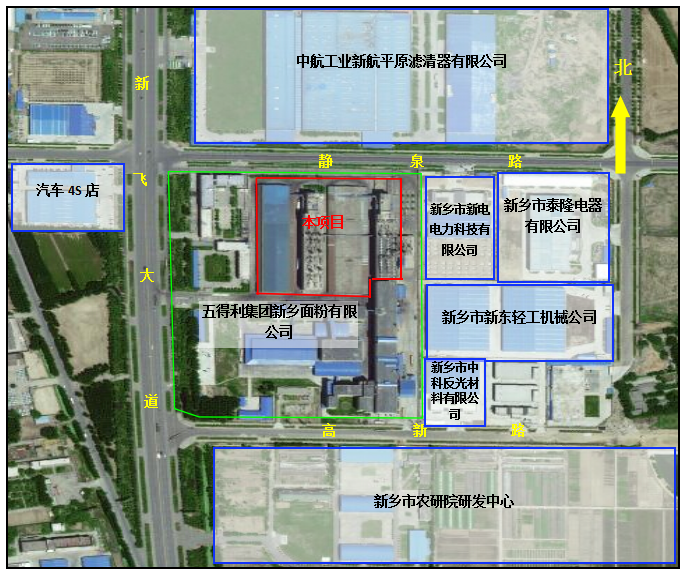 中航工业新航平原滤清器有限公司
北
新
飞
大
道
静泉路
汽车 4S 店
本项目
新乡市新电
电力科技有
限公司
新乡市泰隆电器
有限公司
五得利集团新乡面粉有限
公司
新乡市新东轻工机械公司
新乡市中
科反光材
料有限公
司
高新路
新乡市农研院研发中心